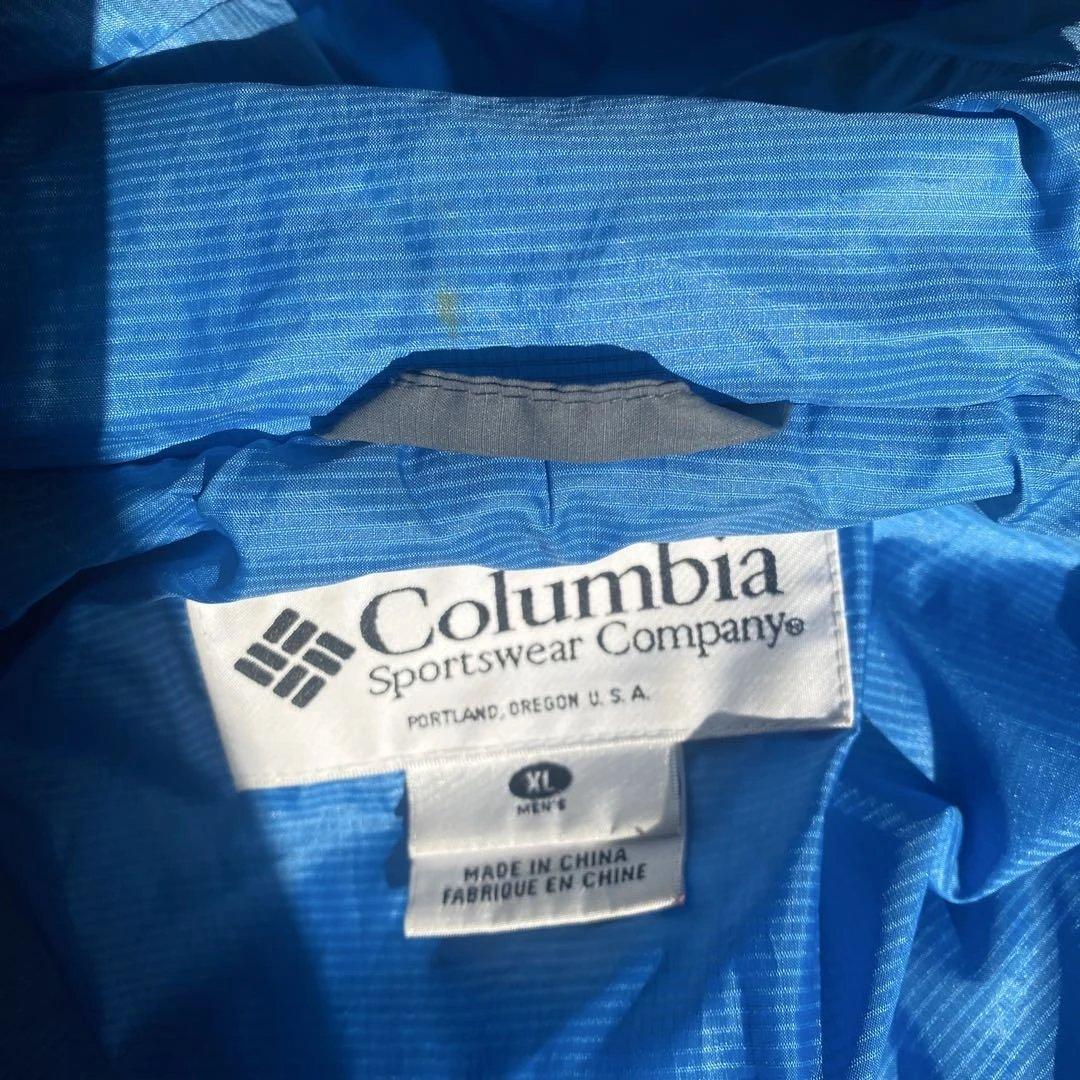 Columbia
Sportswear Company®
PORTLAND, OREGON U. S. A.
XL
MEN'S
MADE IN CHINA
FABRIQUE EN CHINE